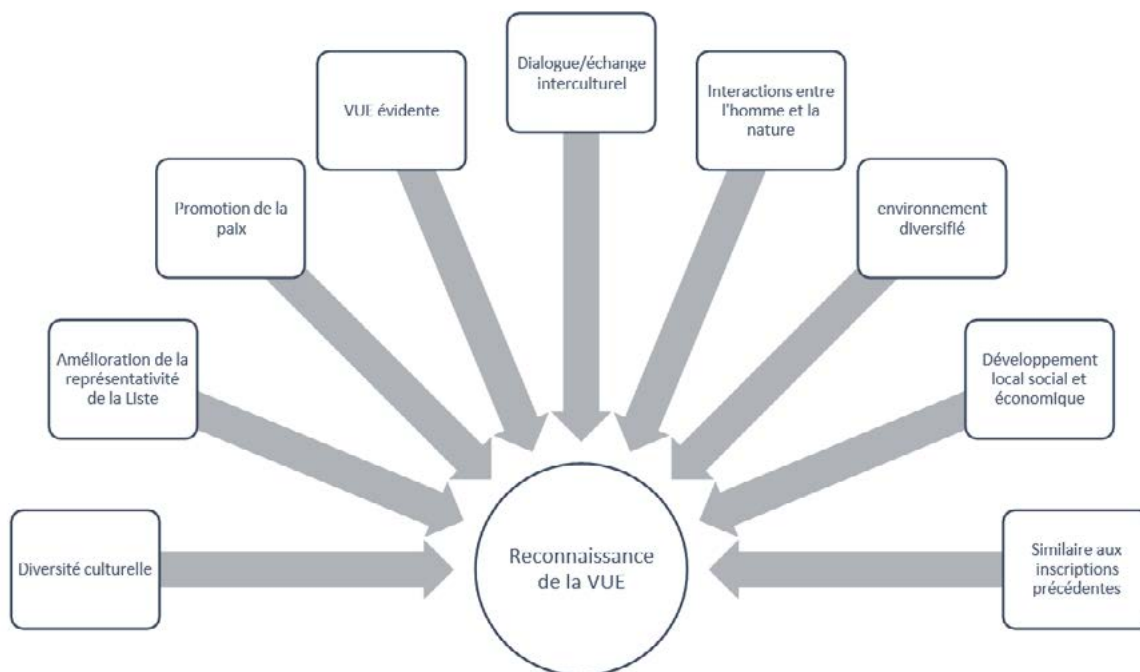 Dialogue/échange
interculturel
Interactions entre
l'homme et la
nature
VUE évidente
environnement
diversifié
Promotion de la
paix
Amélioration de la
représentativité
de la Liste
Développement
local social et
économique
Diversité culturelle
Reconnaissance
de la VUE
Similaire aux
inscriptions
précédentes